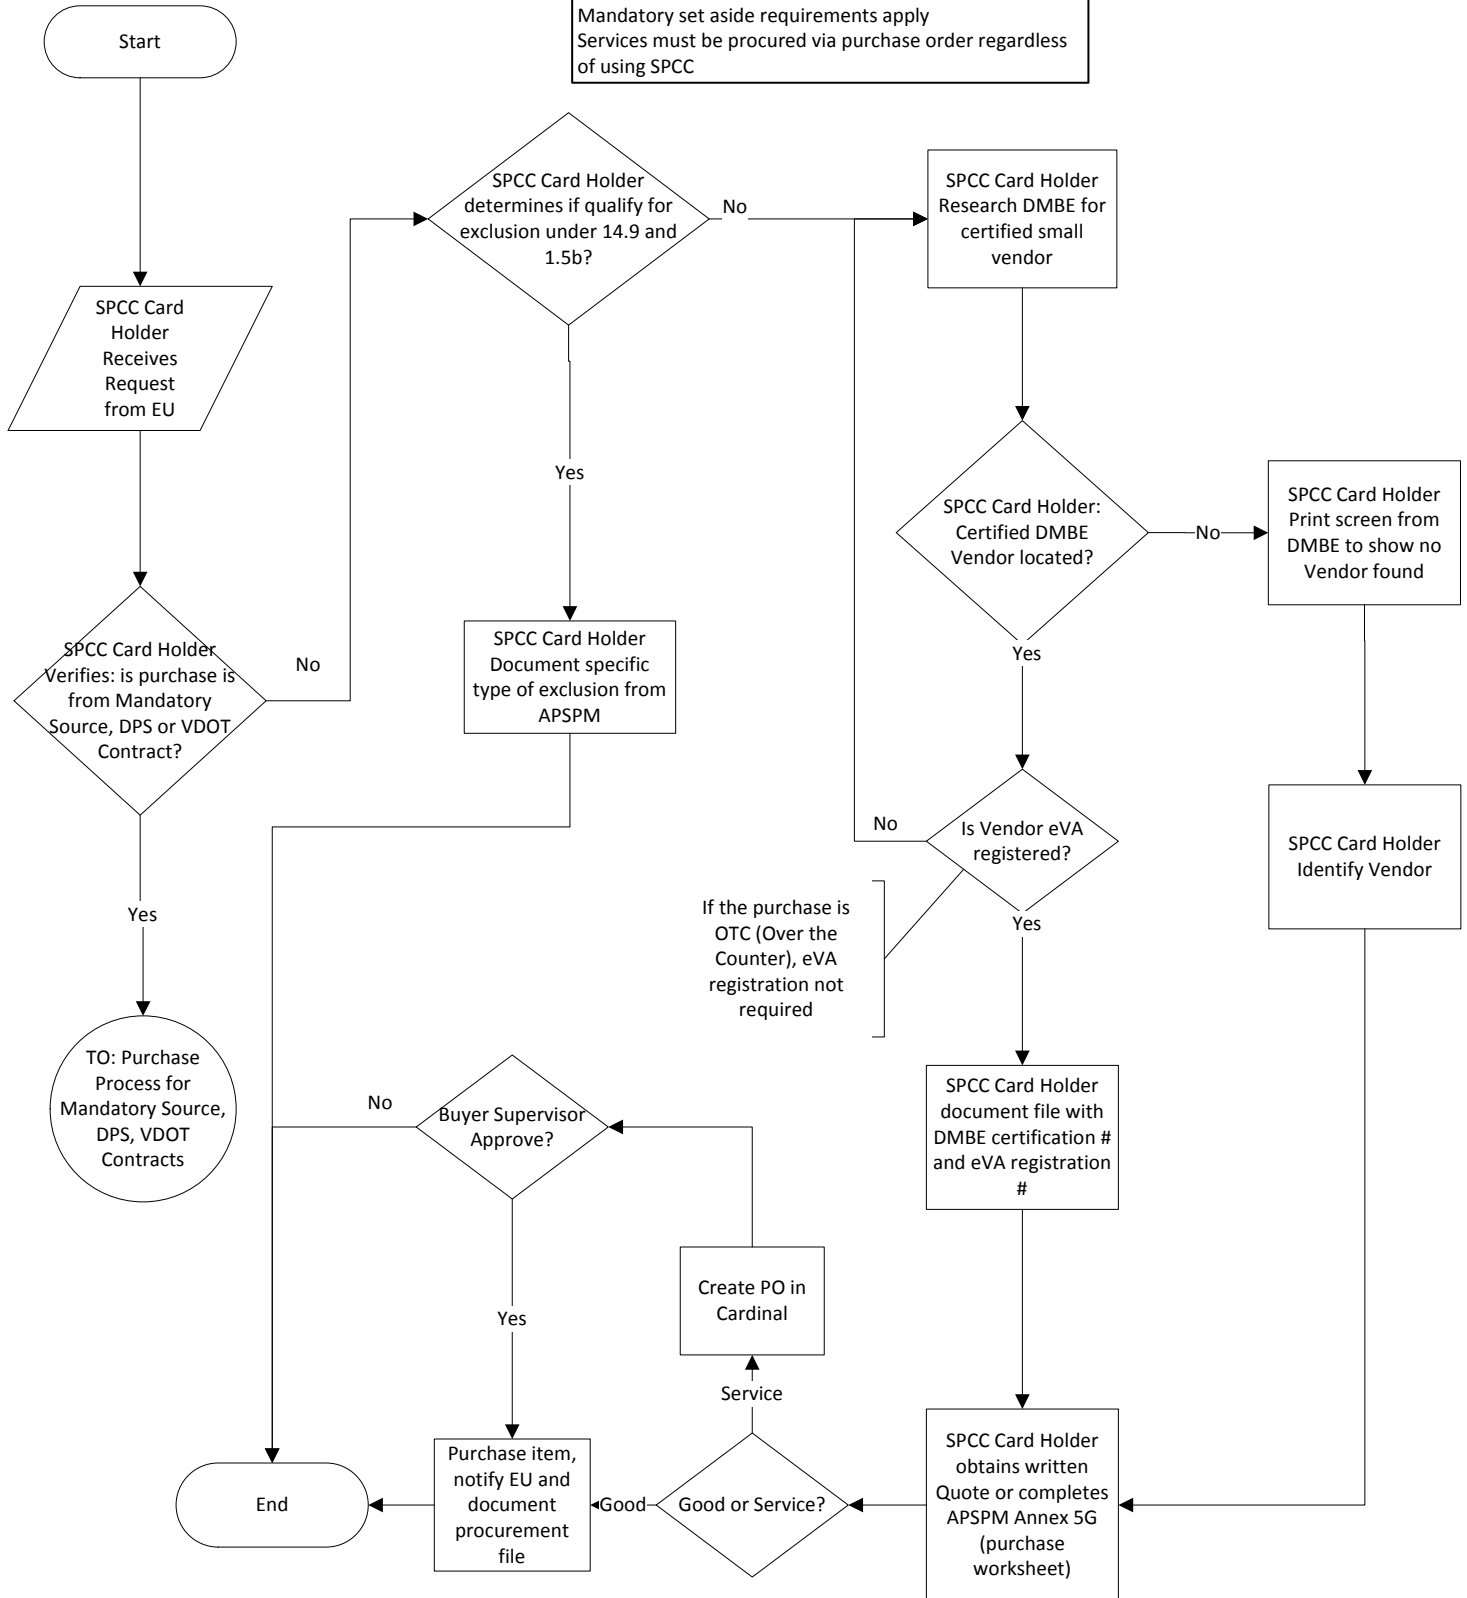 Mandatory set aside requirements apply
Services must be procured via purchase order regardless
of using SPCC
Start
SPCC Card
Holder
Receives
Request
from EU
SPCC Card Holder
Verifies: is purchase is
from Mandatory
Source, DPS or VDOT
Contract?
No
Yes
TO: Purchase
Process for
Mandatory Source,
DPS, VDOT
Contracts
SPCC Card Holder
determines if qualify for
exclusion under 14.9 and
1.5b?
No
Yes
SPCC Card Holder
Document specific
type of exclusion from
APSPM
SPCC Card Holder
Research DMBE for
certified small
vendor
SPCC Card Holder:
Certified DMBE
Vendor located?
No
Yes
SPCC Card Holder
Print screen from
DMBE to show no
Vendor found
SPCC Card Holder
Identify Vendor
Is Vendor eVA
registered?
No
Yes
If the purchase is
OTC (Over the
Counter), eVA
registration not
required
SPCC Card Holder
document file with
DMBE certification #
and eVA registration
#
SPCC Card Holder
obtains written
Quote or completes
APSPM Annex 5G
(purchase
worksheet)
Good or Service?
Service
Good
Create PO in
Cardinal
Buyer Supervisor
Approve?
No
Yes
Purchase item,
notify EU and
document
procurement
file
End